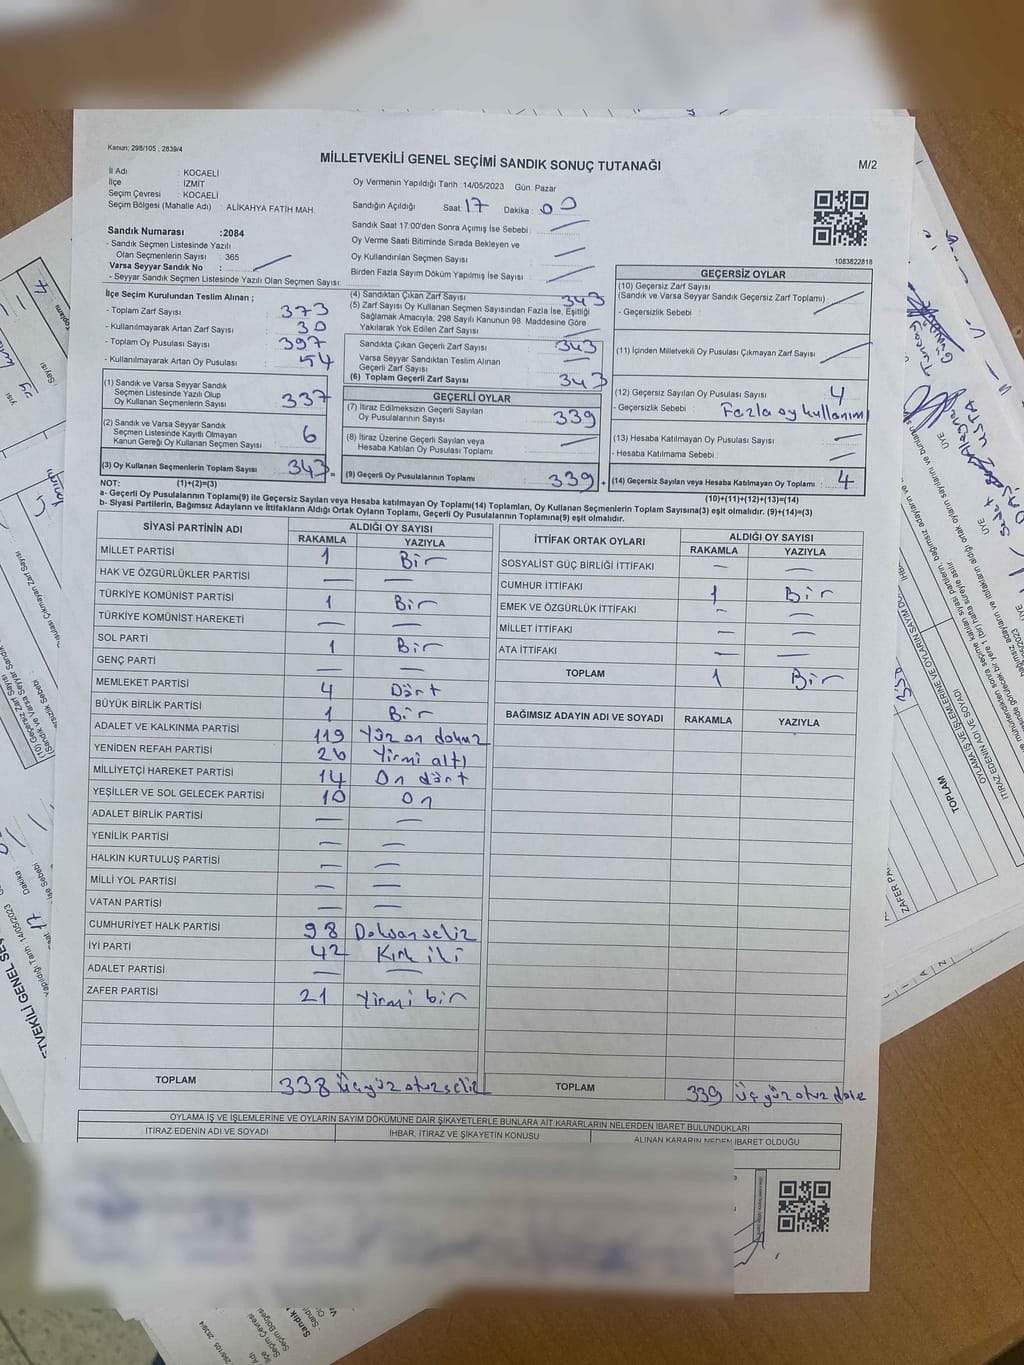 Kanun; 298/105 ; 2839/4
MİLLETVEKİLİ GENEL SEÇİMİ SANDIK SONUÇ TUTANAĞI
M/2
İl Adı : KOCAELİ
İlçe : İZMİT
Seçim Çevresi : KOCAELİ
Seçim Bölgesi (Mahalle Adı) : ALİKAHYA FATİH MAH.
Oy Vermenin Yapıldığı Tarih :14/05/2023 Gün Pazar
Sandığın Açıldığı Saat: 17 Dakika : 00
Sandık Saat 17:00'den Sonra Açımış İse Sebebi :
Oy Verme Saati Bitiminde Sırada Bekleyen ve
Oy Kullandırılan Seçmen Sayısı :
Birden Fazla Sayım Döküm Yapılmış İse Sayısı :
1083822818
Sandık Numarası :2084
- Sandık Seçmen Listesinde Yazılı
Olan Seçmenlerin Sayısı : 365
Varsa Seyyar Sandık No :
- Seyyar Sandık Seçmen Listesinde Yazılı Olan Seçmen Sayısı:
İlçe Seçim Kurulundan Teslim Alınan ;
- Toplam Zarf Sayısı : 373
- Kullanılmayarak Artan Zarf Sayısı : 30
- Toplam Oy Pusulası Sayısı : 397
- Kullanılmayarak Artan Oy Pusulası : 54
(1) Sandık ve Varsa Seyyar Sandık
Seçmen Listesinde Yazılı Olup
Oy Kullanan Seçmenlerin Sayısı : 337
(2) Sandık ve Varsa Seyyar Sandık
Seçmen Listesinde Kayıtlı Olmayan
Kanun Gereği Oy Kullanan Seçmen Sayısı : 6
(3) Oy Kullanan Seçmenlerin Toplam Sayısı : 343 =
NOT: (1)+(2)=(3)
(4) Sandıktan Çıkan Zarf Sayısı : 343
(5) Zarf Sayısı Oy Kullanan Seçmen Sayısından Fazla İse, Eşitliği
Sağlamak Amacıyla; 298 Sayılı Kanunun 98. Maddesine Göre
Yakılarak Yok Edilen Zarf Sayısı :
Sandıkta Çıkan Geçerli Zarf Sayısı : 343
Varsa Seyyar Sandıktan Teslim Alınan
Geçerli Zarf Sayısı :
(6) Toplam Geçerli Zarf Sayısı : 343
GEÇERLİ OYLAR
(7) İtiraz Edilmeksizin Geçerli Sayılan
Oy Pusulalarının Sayısı : 339
(8) İtiraz Üzerine Geçerli Sayılan veya
Hesaba Katılan Oy Pusulası Toplamı :
(9) Geçerli Oy Pusulalarının Toplamı : 339 +
GEÇERSİZ OYLAR
(10) Geçersiz Zarf Sayısı
(Sandık ve Varsa Seyyar Sandık Geçersiz Zarf Toplamı) :
- Geçersizlik Sebebi :
(11) İçinden Milletvekili Oy Pusulası Çıkmayan Zarf Sayısı :
(12) Geçersiz Sayılan Oy Pusulası Sayısı : 4
- Geçersizlik Sebebi : Fazla oy kullanımı
(13) Hesaba Katılmayan Oy Pusulası Sayısı :
- Hesaba Katılmama Sebebi :
(14) Geçersiz Sayılan veya Hesaba Katılmayan Oy Toplamı : 4
(10)+(11)+(12)+(13)=(14)
a- Geçerli Oy Pusulalarının Toplamı(9) ile Geçersiz Sayılan veya Hesaba katılmayan Oy Toplamı(14) Toplamları, Oy Kullanan Seçmenlerin Toplam Sayısına(3) eşit olmalıdır. (9)+(14)=(3)
b- Siyasi Partilerin, Bağımsız Adayların ve İttifakların Aldığı Ortak Oyların Toplamı, Geçerli Oy Pusulalarının Toplamına(9) eşit olmalıdır.
SİYASİ PARTİNİN ADI ALDIĞI OY SAYISI
RAKAMLA YAZIYLA
MİLLET PARTİSİ 1 Bir
HAK VE ÖZGÜRLÜKLER PARTİSİ — —
TÜRKİYE KOMÜNİST PARTİSİ 1 Bir
TÜRKİYE KOMÜNİST HAREKETİ — —
SOL PARTİ 1 Bir
GENÇ PARTİ — —
MEMLEKET PARTİSİ 4 Dört
BÜYÜK BİRLİK PARTİSİ 1 Bir
ADALET VE KALKINMA PARTİSİ 119 Yüz on dokuz
YENİDEN REFAH PARTİSİ 26 Yirmi altı
MİLLİYETÇİ HAREKET PARTİSİ 14 On dört
YEŞİLLER VE SOL GELECEK PARTİSİ 10 On
ADALET BİRLİK PARTİSİ — —
YENİLİK PARTİSİ — —
HALKIN KURTULUŞ PARTİSİ — —
MİLLİ YOL PARTİSİ — —
VATAN PARTİSİ — —
CUMHURİYET HALK PARTİSİ 98 Doksan sekiz
İYİ PARTİ 42 Kırk iki
ADALET PARTİSİ — —
ZAFER PARTİSİ 21 Yirmi bir
TOPLAM 338 üçyüz otuz sekiz
İTTİFAK ORTAK OYLARI ALDIĞI OY SAYISI
RAKAMLA YAZIYLA
SOSYALİST GÜÇ BİRLİĞİ İTTİFAKI — —
CUMHUR İTTİFAKI 1 Bir
EMEK VE ÖZGÜRLÜK İTTİFAKI — —
MİLLET İTTİFAKI — —
ATA İTTİFAKI — —
TOPLAM 1 Bir
BAĞIMSIZ ADAYIN ADI VE SOYADI RAKAMLA YAZIYLA
TOPLAM 339 üç yüz otuz dokuz
OYLAMA İŞ VE İŞLEMLERİNE VE OYLARIN SAYIM DÖKÜMÜNE DAİR ŞİKAYETLERLE BUNLARA AİT KARARLARIN NELERDEN İBARET BULUNDUKLARI
İTİRAZ EDENİN ADI VE SOYADI İHBAR, İTİRAZ VE ŞİKAYETİN KONUSU ALINAN KARARIN NEDEN İBARET OLDUĞU